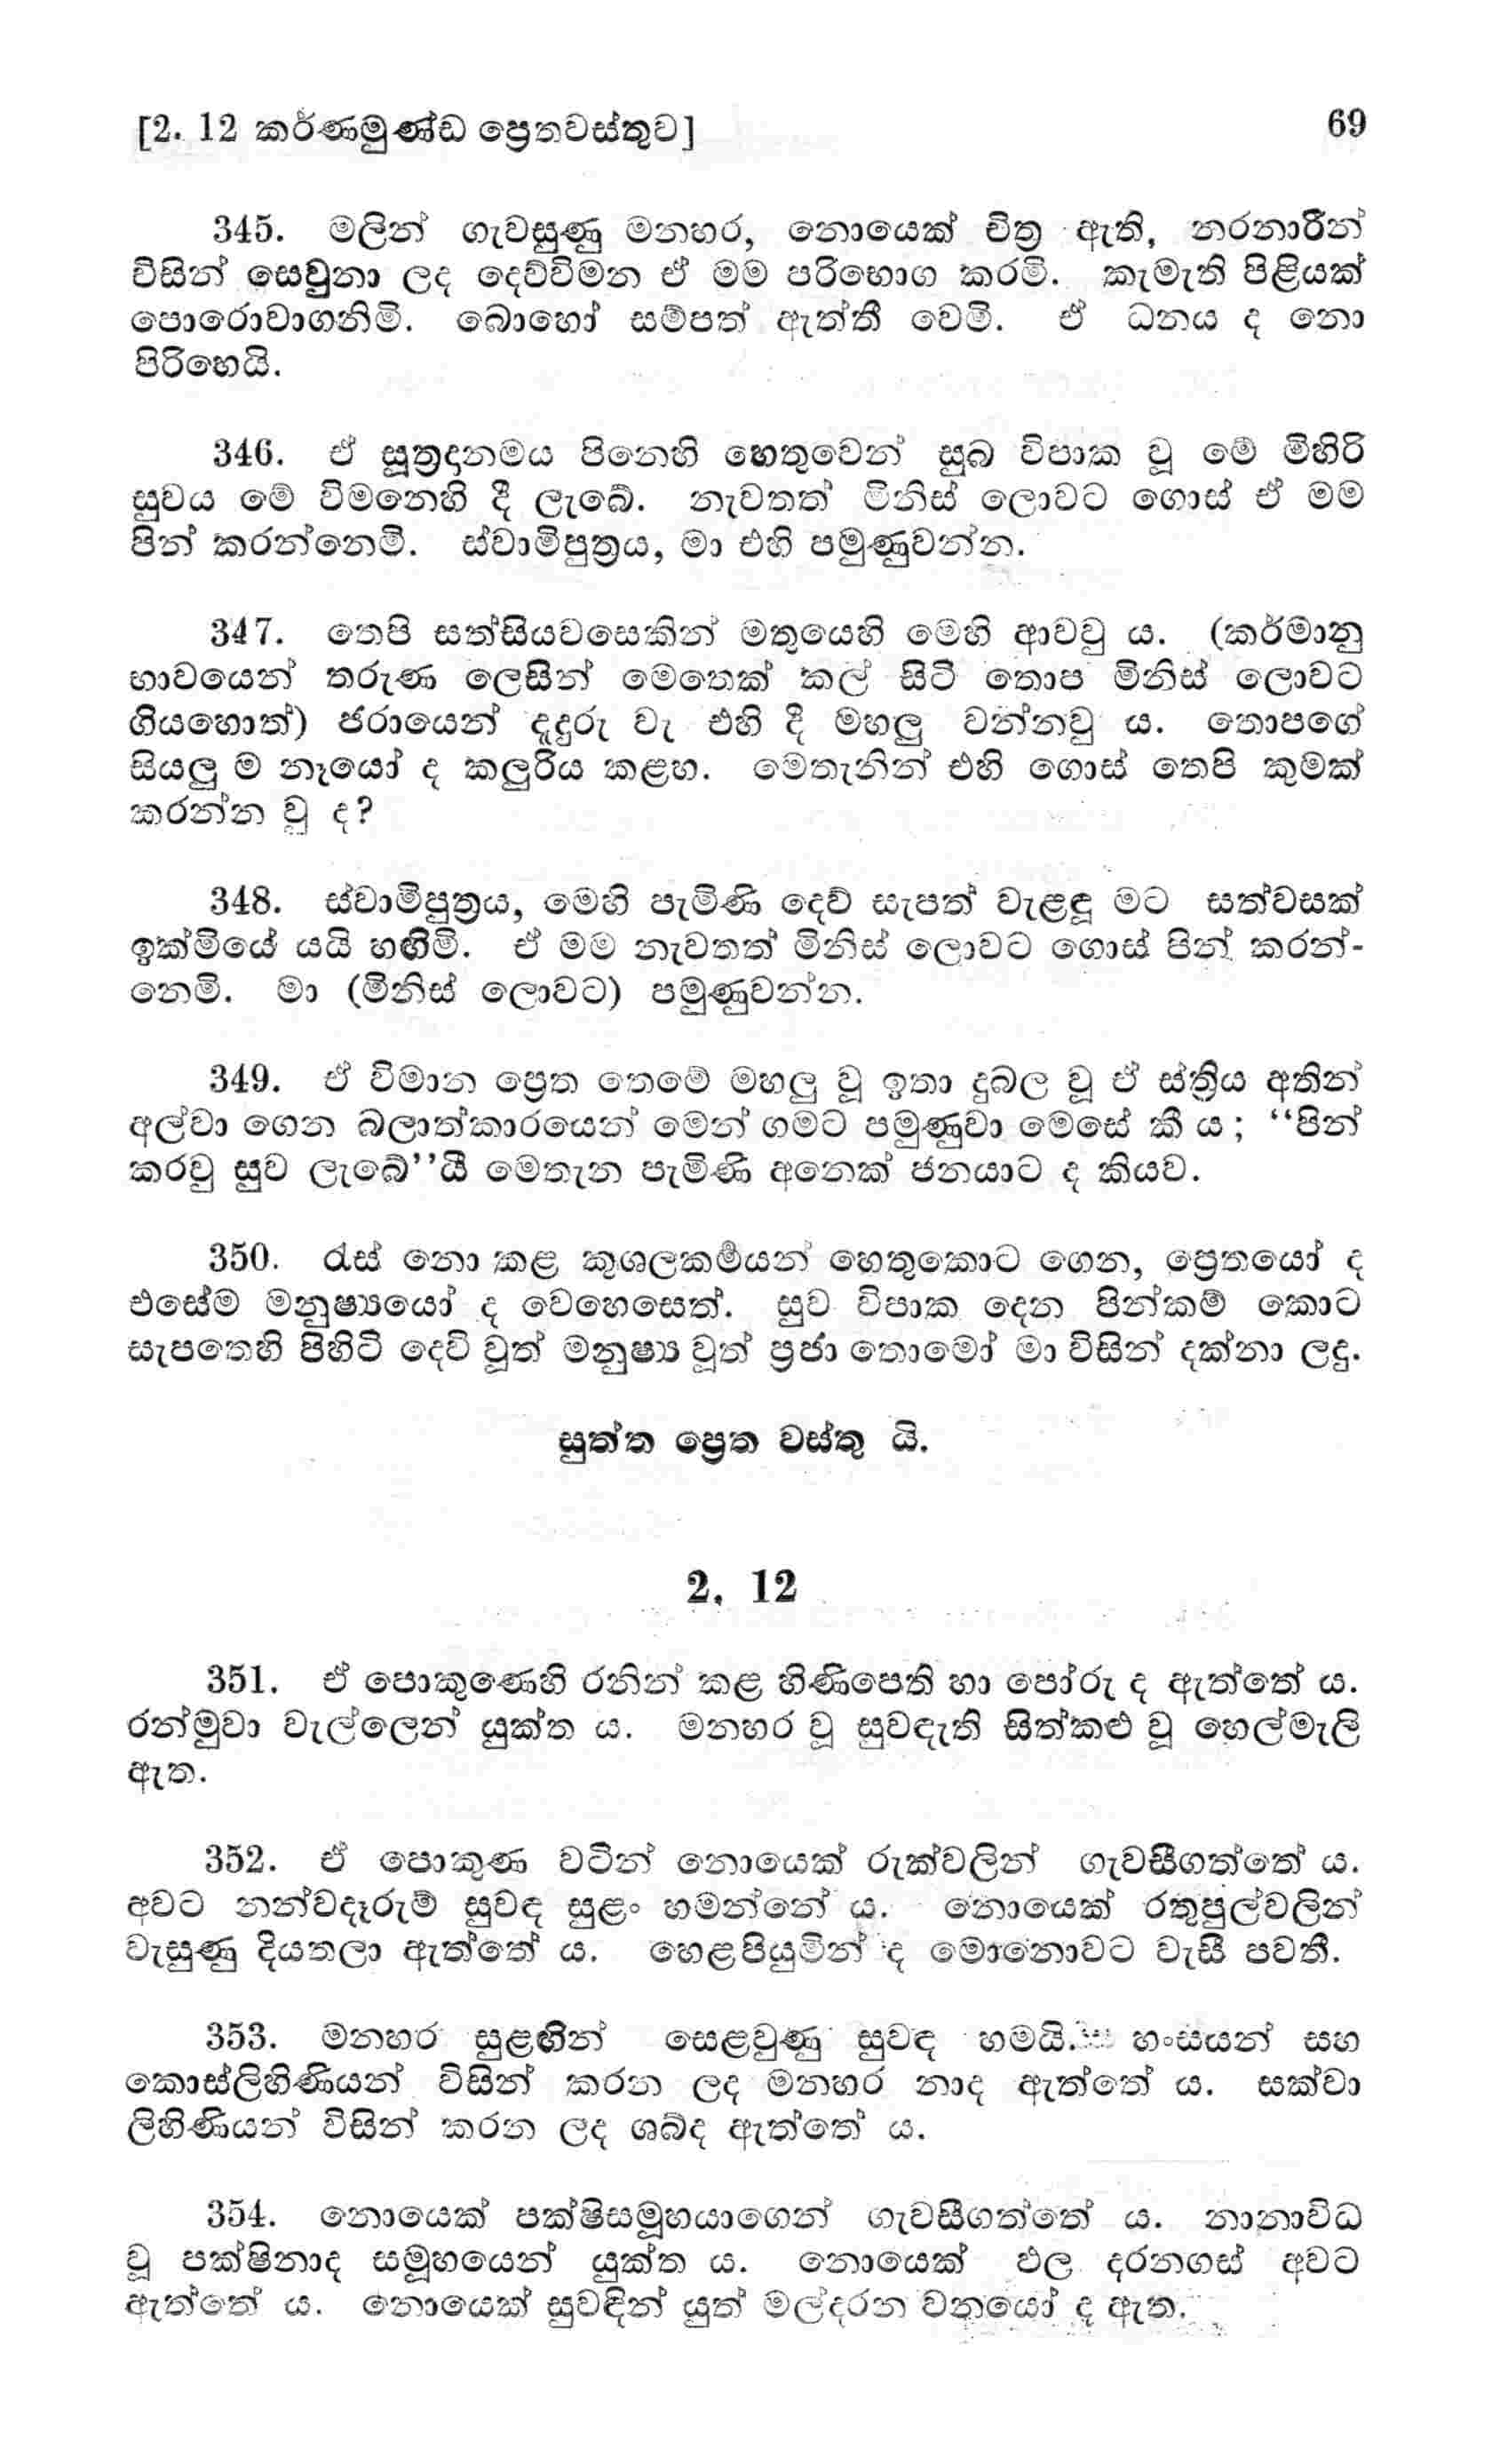 [2. 12 කර්ණමුණ්ඩ ප්‍රෙතවස්තුව]
69
345. මලින් ගැවසුණු මනහර, නොයෙක් චිත්‍ර ඇති, නරනාරීන්
විසින් සෙවුනා ලද දෙව්විමන ඒ මම පරිභොග කරමි. කැමැති පිළියක්
පොරොවාගනිමි. බොහෝ සම්පත් ඇත්තී වෙමි. ඒ ධනය ද නො
පිරිහෙයි.
346. ඒ සූත්‍රදානමය පිනෙහි හෙතුවෙන් සුබ විපාක වූ මේ මිහිරි
සුවය මේ විමනෙහි දී ලැබේ. නැවතත් මිනිස් ලොවට ගොස් ඒ මම
පින් කරන්නෙමි. ස්වාමිපුත්‍රය, මා එහි පමුණුවන්න.
347. තෙපි සත්සියවසෙකින් මතුයෙහි මෙහි ආවවු ය. (කර්මානු
භාවයෙන් තරුණ ලෙසින් මෙතෙක් කල් සිටි තොප මිනිස් ලොවට
ගියහොත්) ජරායෙන් දැදුරු වැ එහි දී මහලු වන්නවු ය. තොපගේ
සියලු ම නෑයෝ ද කලුරිය කළහ. මෙතැනින් එහි ගොස් තෙපි කුමක්
කරන්න වු ද?
348. ස්වාමිපුත්‍රය, මෙහි පැමිණි දෙව් සැපත් වැළඳූ මට සත්වසක්
ඉක්මියේ යයි හඟිමි. ඒ මම නැවතත් මිනිස් ලොවට ගොස් පින් කරන්-
නෙමි. මා (මිනිස් ලොවට) පමුණුවන්න.
349. ඒ විමාන ප්‍රෙත තෙමේ මහලු වූ ඉතා දුබල වූ ඒ ස්ත්‍රිය අතින්
අල්වා ගෙන බලාත්කාරයෙන් මෙන් ගමට පමුණුවා මෙසේ කී ය; “පින්
කරවු සුව ලැබේ”යී මෙතැන පැමිණි අනෙක් ජනයාට ද කියව.
350. රැස් නො කළ කුශලකර්‍මයන් හෙතුකොට ගෙන, ප්‍රෙතයෝ ද
එසේම මනුෂ්‍යයෝ ද වෙහෙසෙත්. සුව විපාක දෙන පින්කම් කොට
සැපතෙහි පිහිටි දෙවි වූත් මනුෂ්‍ය වූත් ප්‍රජා තොමෝ මා විසින් දක්නා ලදු.
සුත්ත ප්‍රෙත වස්තු යි.
2. 12
351. ඒ පොකුණෙහි රනින් කළ හිණිපෙති හා පෝරු ද ඇත්තේ ය.
රන්මුවා වැල්ලෙන් යුක්ත ය. මනහර වූ සුවඳැති සිත්කළු වූ හෙල්මැලි
ඇත.
352. ඒ පොකුණ වටින් නොයෙක් රුක්වලින් ගැවසීගත්තේ ය.
අවට නන්වදෑරුම් සුවඳ සුළං හමන්නේ ය. නොයෙක් රතුපුල්වලින්
වැසුණු දියතලා ඇත්තේ ය. හෙළපියුමින් ද මොනොවට වැසී පවතී.
353. මනහර සුළඟින් සෙළවුණු සුවඳ හමයි. හංසයන් සහ
කොස්ලිහිණියන් විසින් කරන ලද මනහර නාද ඇත්තේ ය. සක්වා
ලිහිණියන් විසින් කරන ලද ශබ්ද ඇත්තේ ය.
354. නොයෙක් පක්ෂිසමූහයාගෙන් ගැවසීගත්තේ ය. නානාවිධ
වූ පක්ෂිනාද සමූහයෙන් යුක්ත ය. නොයෙක් ඵල දරනගස් අවට
ඇත්තේ ය. නොයෙක් සුවඳින් යුත් මල්දරන වනයෝ ද ඇත.